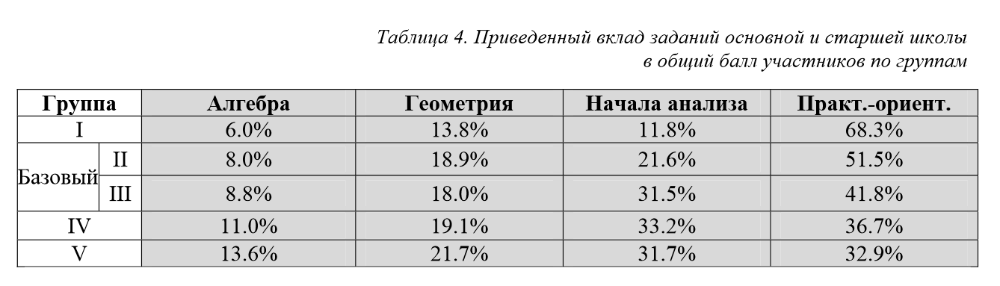 Таблица 4. Приведенный вклад заданий основной и старшей школы
в общий балл участников по группам
Группа Алгебра Геометрия Начала анализа Практ.-ориент.
I 6.0% 13.8% 11.8% 68.3%
Базовый II 8.0% 18.9% 21.6% 51.5%
III 8.8% 18.0% 31.5% 41.8%
IV 11.0% 19.1% 33.2% 36.7%
V 13.6% 21.7% 31.7% 32.9%